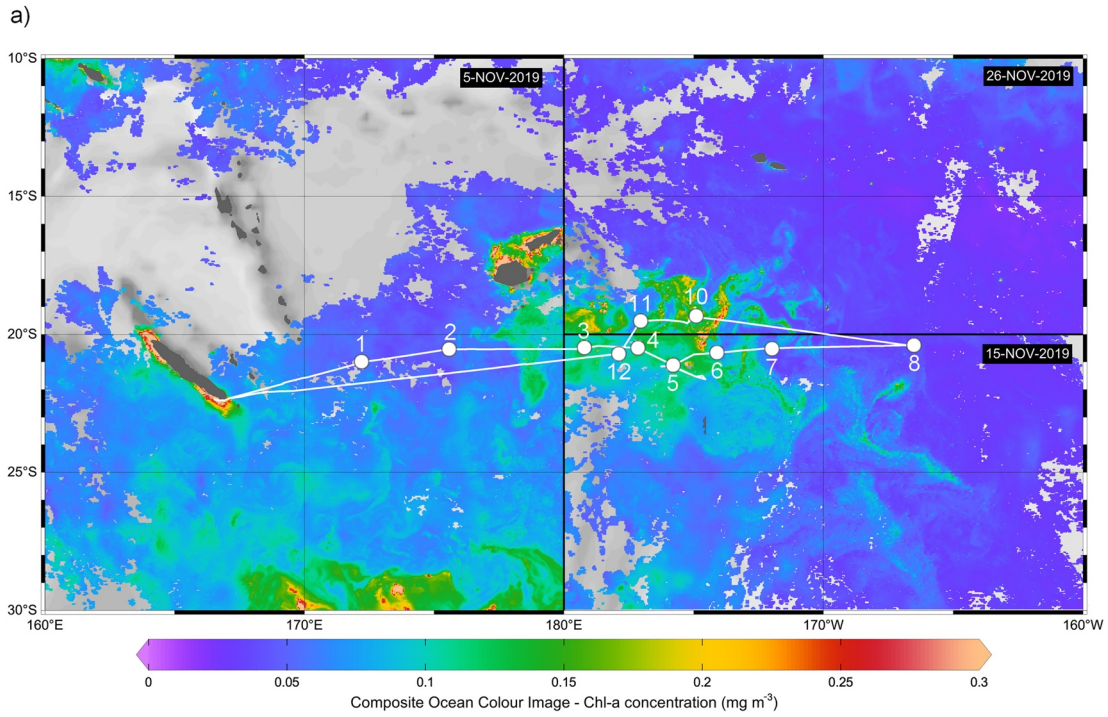 a)
10°S
5-NOV-2019
26-NOV-2019
15°S
10
11
20°S
1
2
3
4
15-NOV-2019
12
5
6
7
8
25°S
30°S
160°E
170°E
180°
170°W
160°W
0
0.05
0.1
0.15
0.2
0.25
0.3
Composite Ocean Colour Image - Chl-a concentration (mg m⁻³)